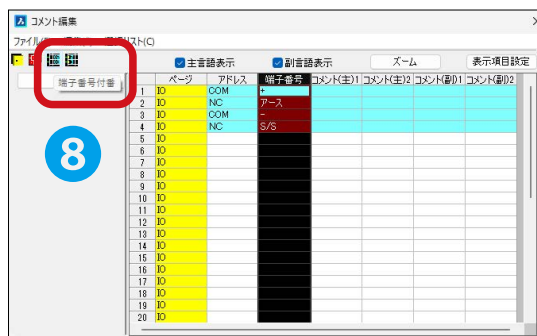 コメント編集
ファイル
リスト(C)
主言語表示 副言語表示 ズーム 表示項目設定
端子番号付番
8
ページ アドレス 端子番号 コメント(主)1 コメント(主)2 コメント(副)1 コメント(副)2
1 IO COM +
2 IO NC アース
3 IO COM -
4 IO NC S/S
5 IO
6 IO
7 IO
8 IO
9 IO
10 IO
11 IO
12 IO
13 IO
14 IO
15 IO
16 IO
17 IO
18 IO
19 IO
20 IO